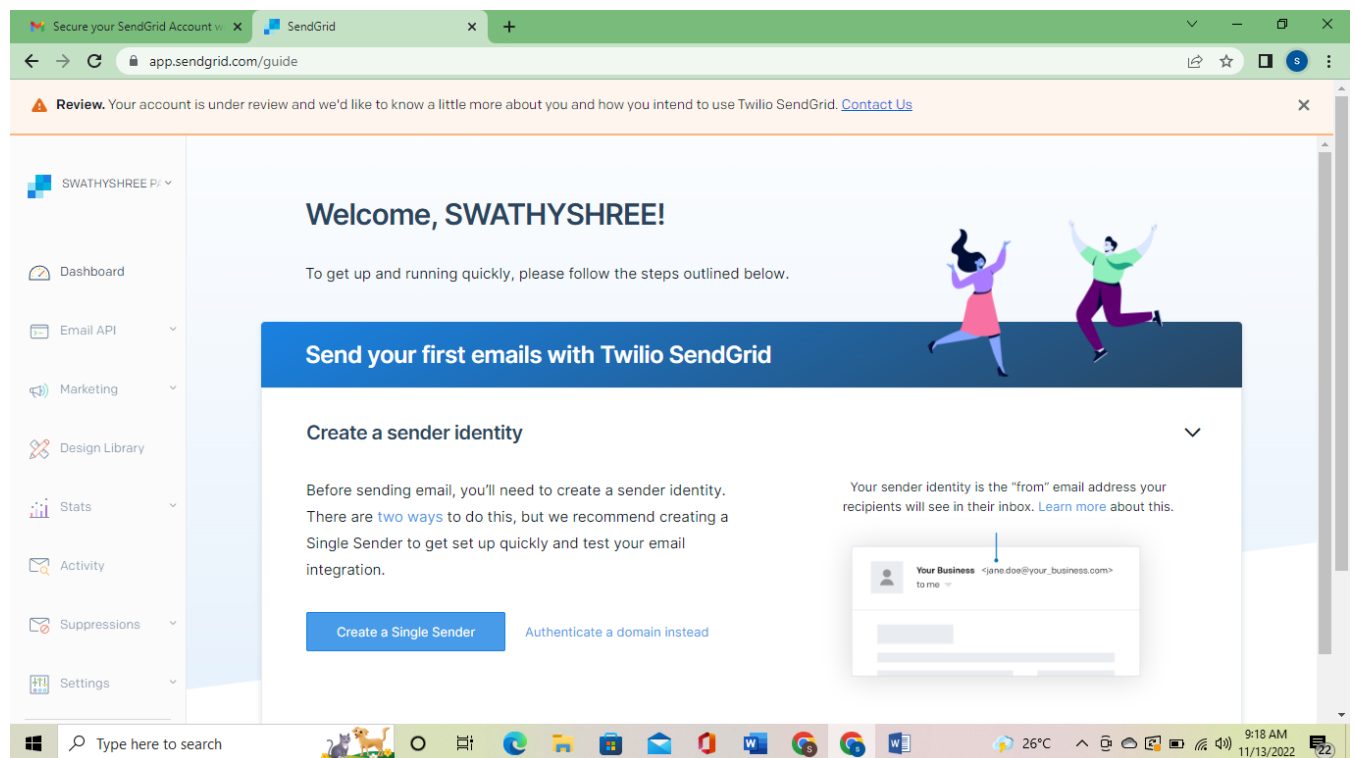 Secure your SendGrid Account w
SendGrid
app.sendgrid.com/guide
S
Review. Your account is under review and we'd like to know a little more about you and how you intend to use Twilio SendGrid. Contact Us
SWATHYSHREE PA
Welcome, SWATHYSHREE!
To get up and running quickly, please follow the steps outlined below.
Dashboard
Email API
Marketing
Design Library
Stats
Activity
Suppressions
Settings
Send your first emails with Twilio SendGrid
Create a sender identity
Before sending email, you'll need to create a sender identity.
There are two ways to do this, but we recommend creating a
Single Sender to get set up quickly and test your email
integration.
Create a Single Sender
Authenticate a domain instead
Your sender identity is the "from" email address your
recipients will see in their inbox. Learn more about this.
Your Business <jane.doe@your_business.com>
to me
Type here to search
26°C
9:18 AM
11/13/2022
22